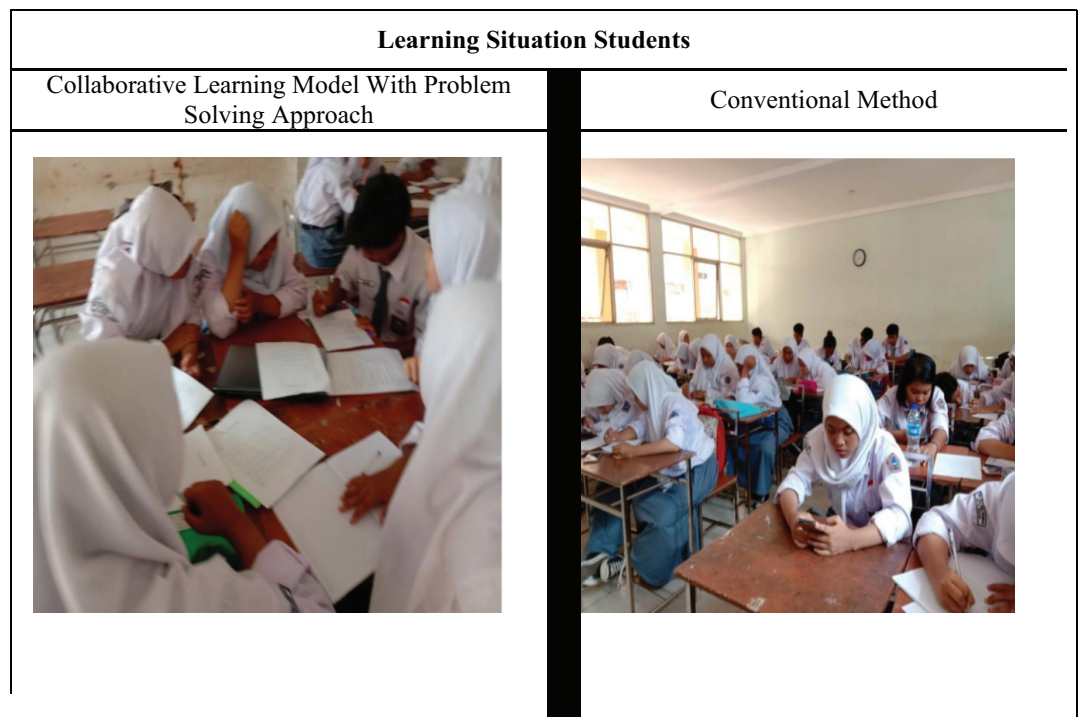 Learning Situation Students
Collaborative Learning Model With Problem
Solving Approach
Conventional Method